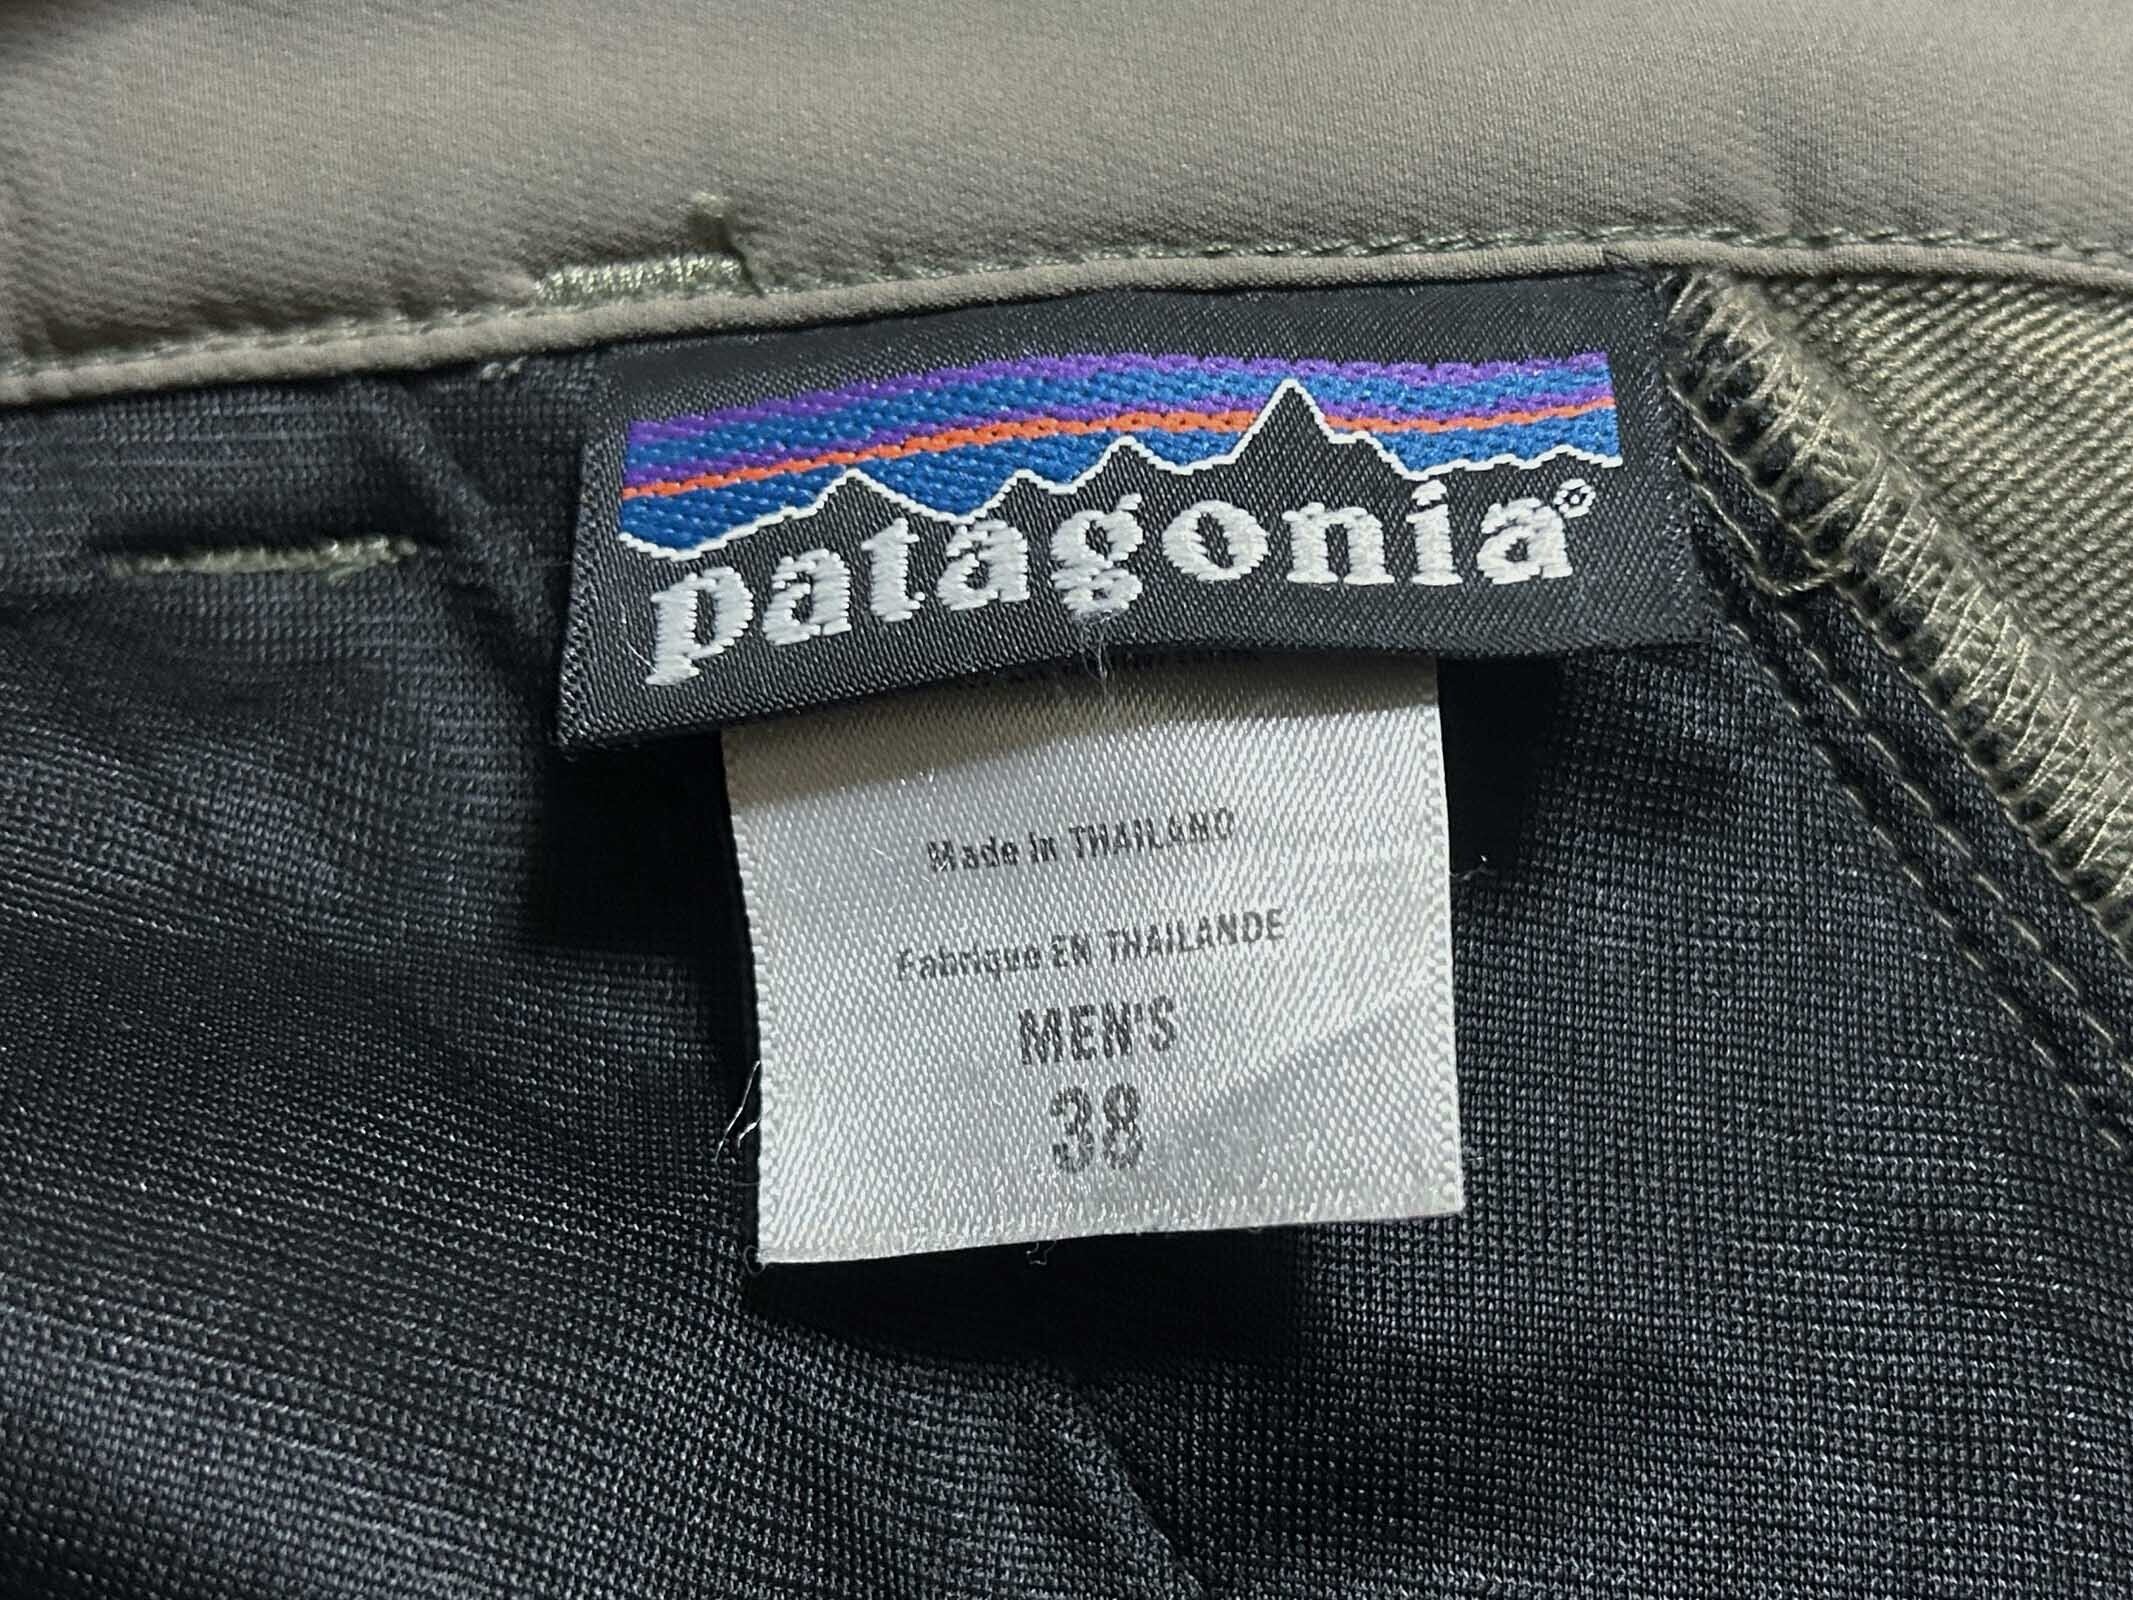 patagonia®
Made in THAILAND
Fabrique EN THAILANDE
MEN'S
38